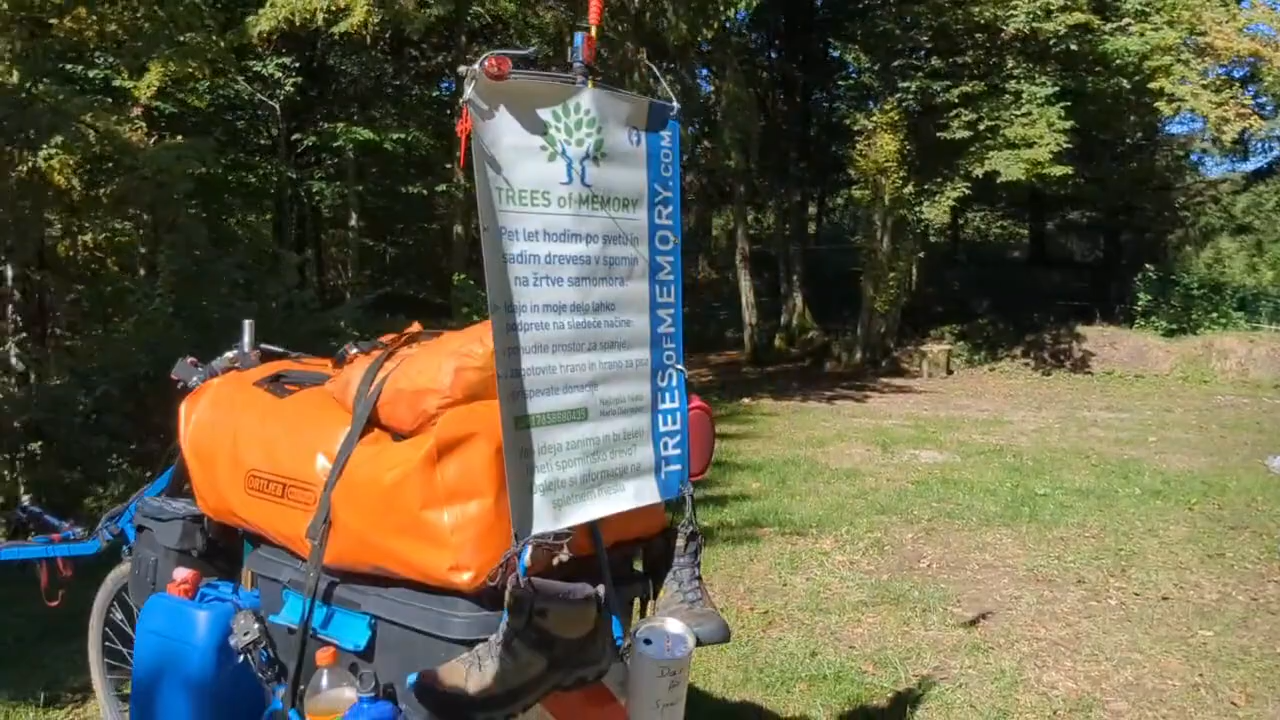 TREES of MEMORY
Pet let hodim po svetu in
sadim drevesa v spomin
na žrtve samomora.
Idejo in moje delo lahko
podprete na sledeče načine:
ponudite prostor za spanje,
zagotovite hrano in hrano za psa
prispevate donacije
Vas ideja zanima in bi želeli
imeti spominsko drevo?
Oglejte si informacije na
spletnem mestu
TREESOFMEMORY.COM
ORTLIEB